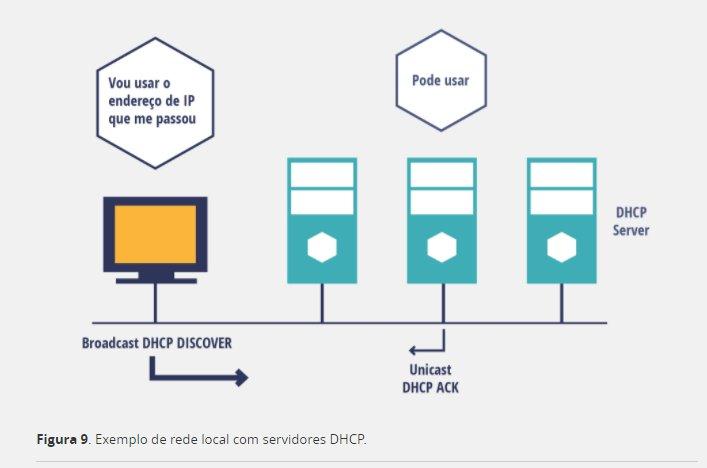 Vou usar o
endereço de IP
que me passou
Pode usar
DHCP
Server
Broadcast DHCP DISCOVER
Unicast
DHCP ACK
Figura 9. Exemplo de rede local com servidores DHCP.